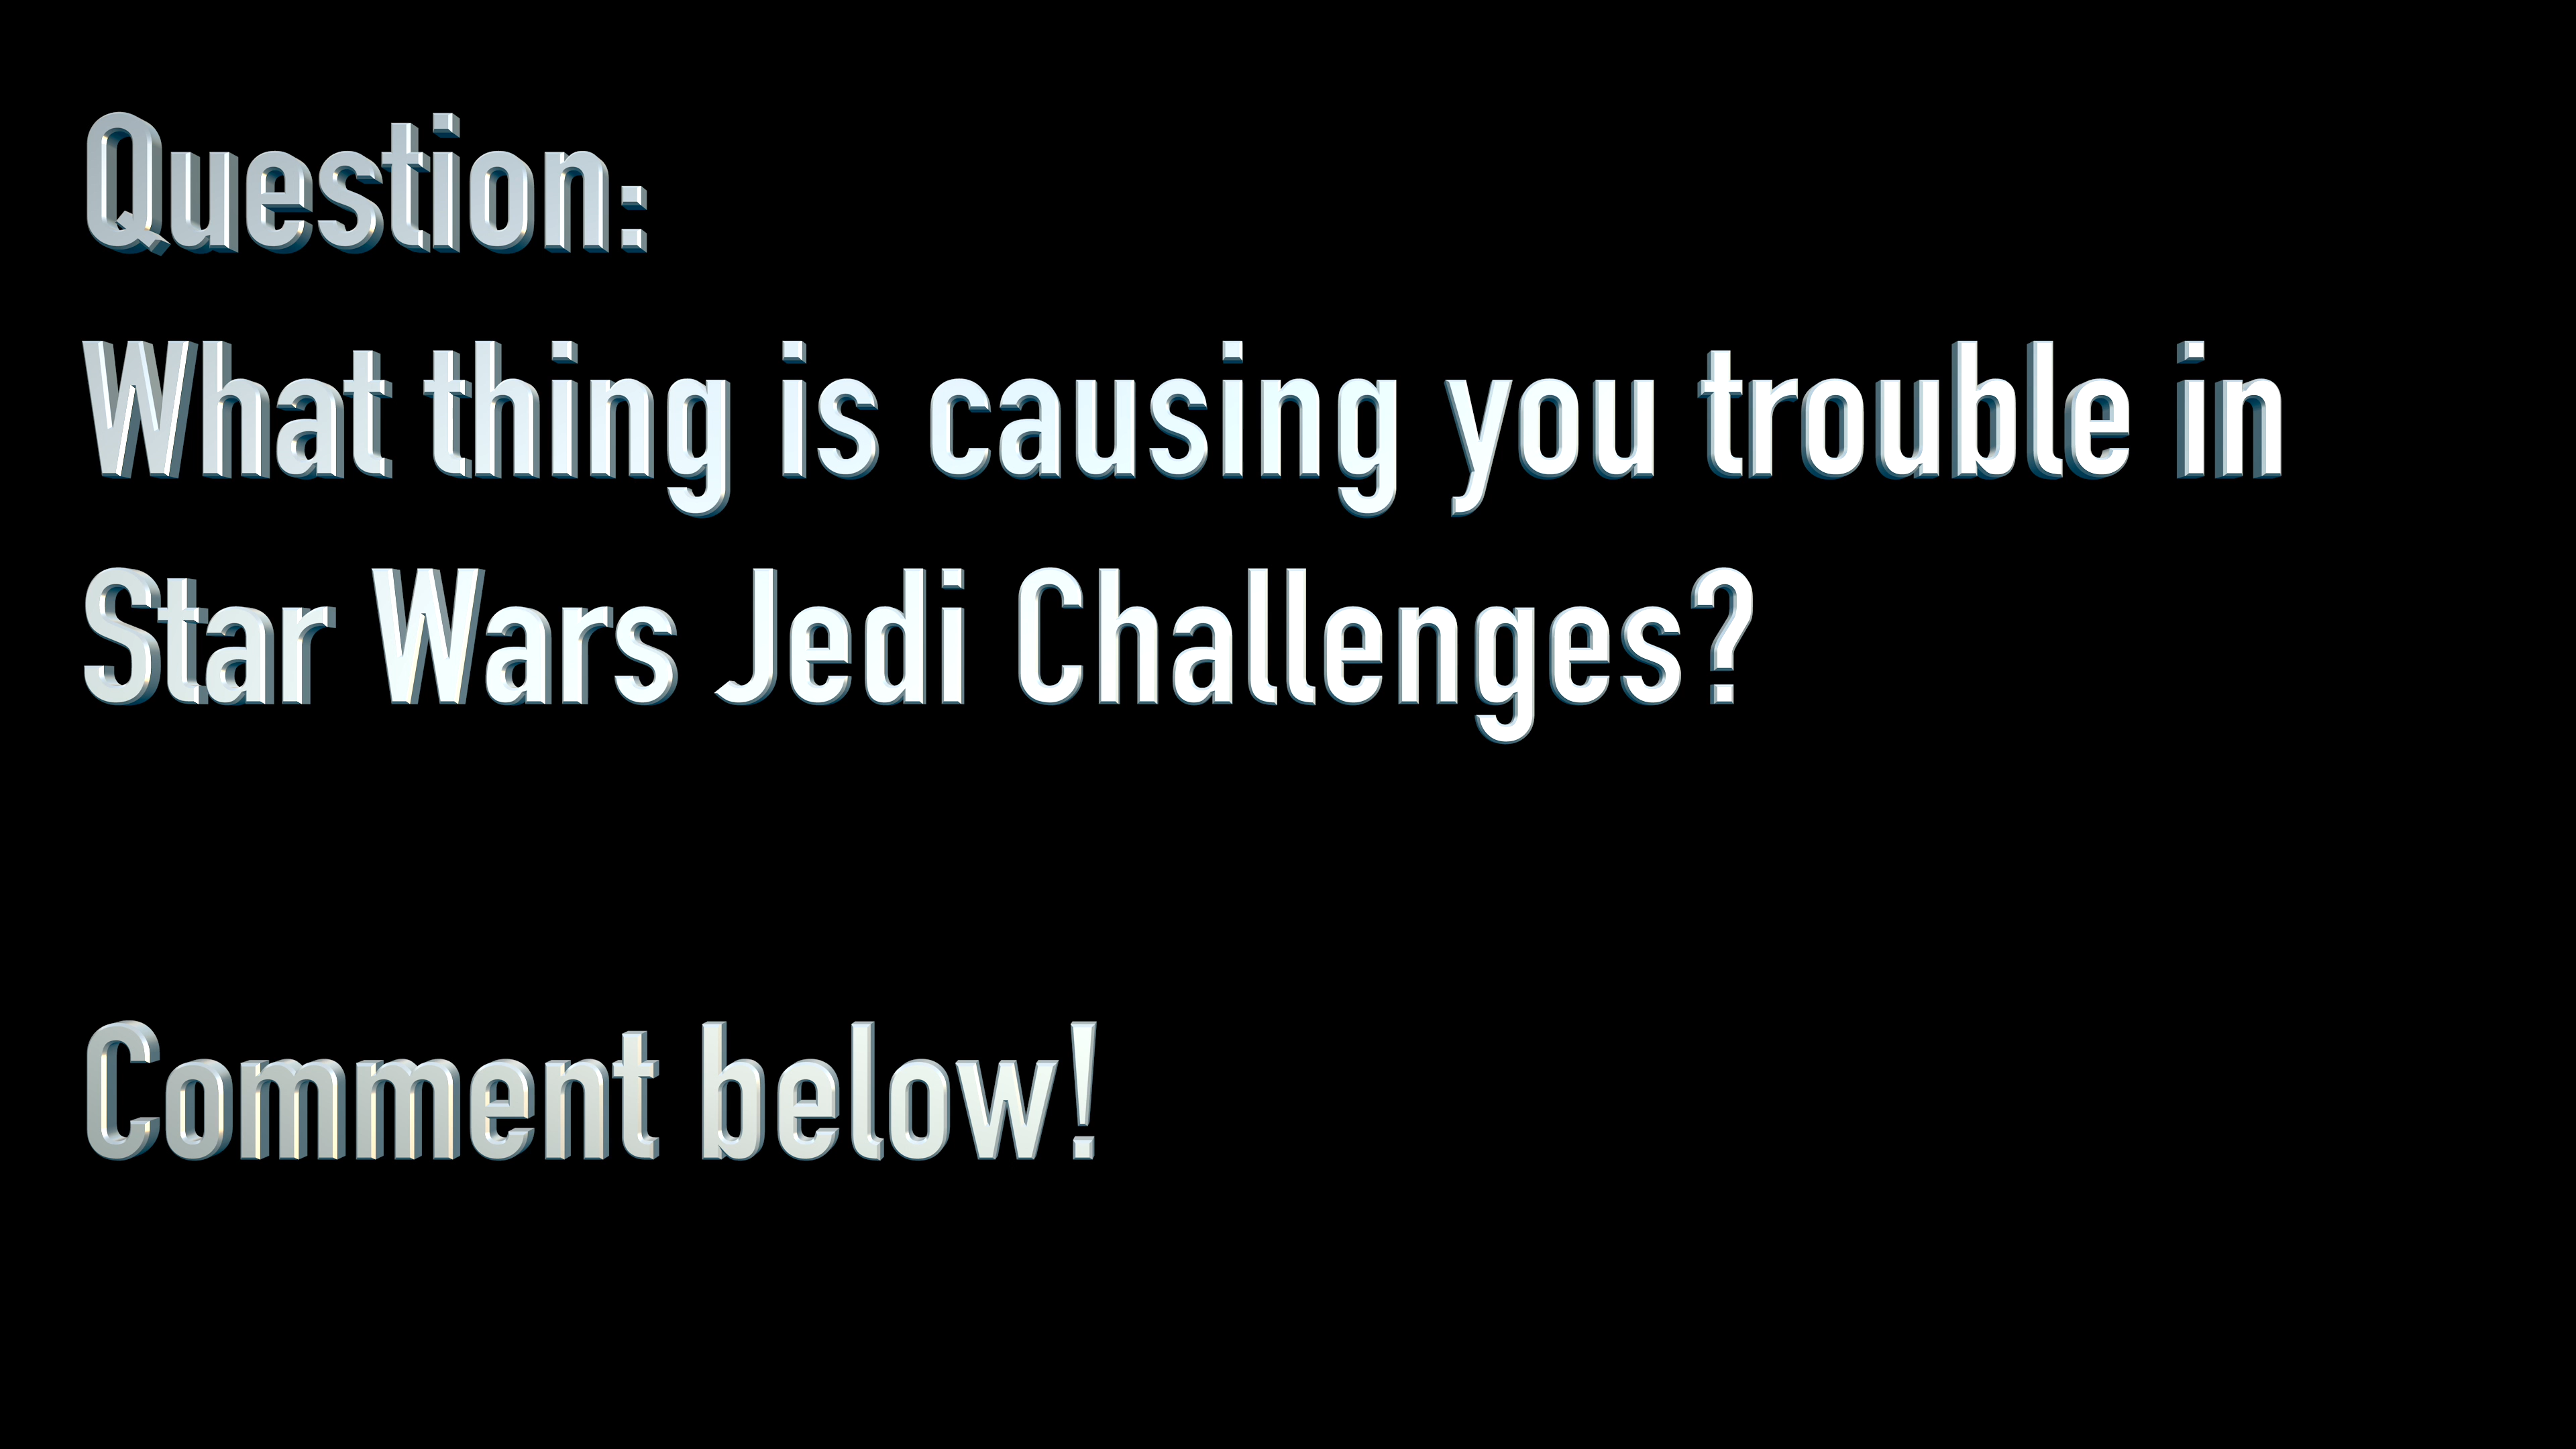 Question:
What thing is causing you trouble in
Star Wars Jedi Challenges?
Comment below!